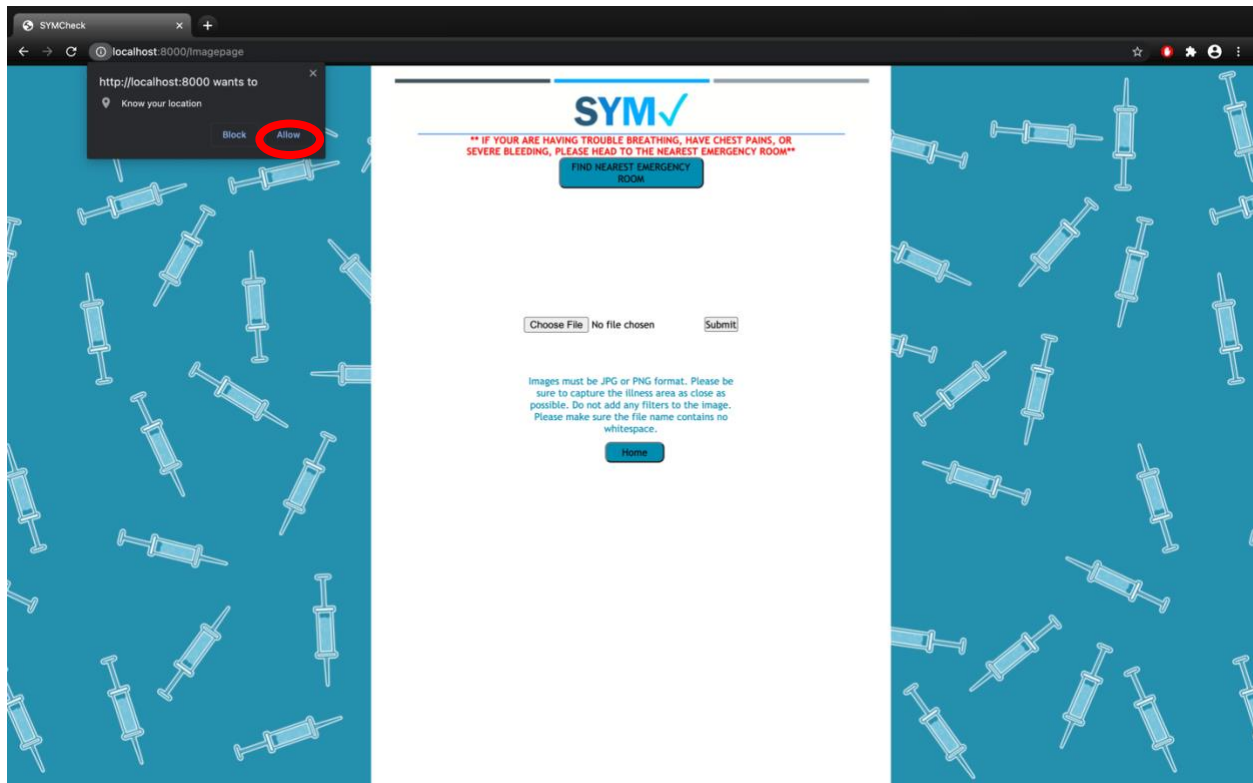 SYMCheck
localhost:8000/Imagepage
http://localhost:8000 wants to
Know your location
Block Allow
SYM
** IF YOUR ARE HAVING TROUBLE BREATHING, HAVE CHEST PAINS, OR
SEVERE BLEEDING, PLEASE HEAD TO THE NEAREST EMERGENCY ROOM**
FIND NEAREST EMERGENCY
ROOM
Choose File No file chosen Submit
Images must be JPG or PNG format. Please be
sure to capture the illness area as close as
possible. Do not add any filters to the image.
Please make sure the file name contains no
whitespace.
Home